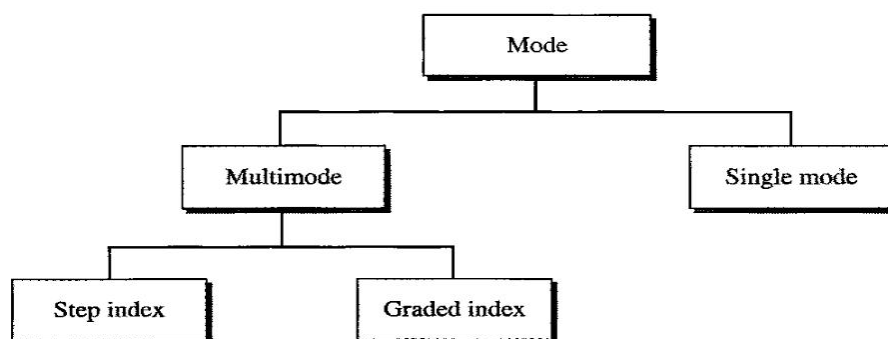 Mode
Multimode
Single mode
Step index
Graded index